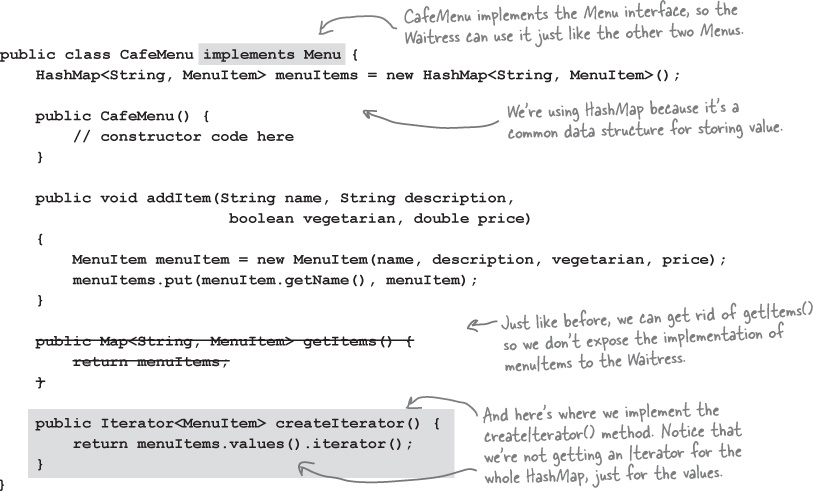 CafeMenu implements the Menu interface, so the
Waitress can use it just like the other two Menus.
public class CafeMenu implements Menu {
HashMap<String, MenuItem> menuItems = new HashMap<String, MenuItem>();
We're using HashMap because it's a
common data structure for storing value.
public CafeMenu() {
// constructor code here
}
public void addItem(String name, String description,
boolean vegetarian, double price)
{
MenuItem menuItem = new MenuItem(name, description, vegetarian, price);
menuItems.put(menuItem.getName(), menuItem);
}
Just like before, we can get rid of getItems()
so we don't expose the implementation of
menuItems to the Waitress.
public Map<String, MenuItem> getItems() {
return menuItems;
}
And here's where we implement the
createIterator() method. Notice that
we're not getting an Iterator for the
whole HashMap, just for the values.
public Iterator<MenuItem> createIterator() {
return menuItems.values().iterator();
}
}